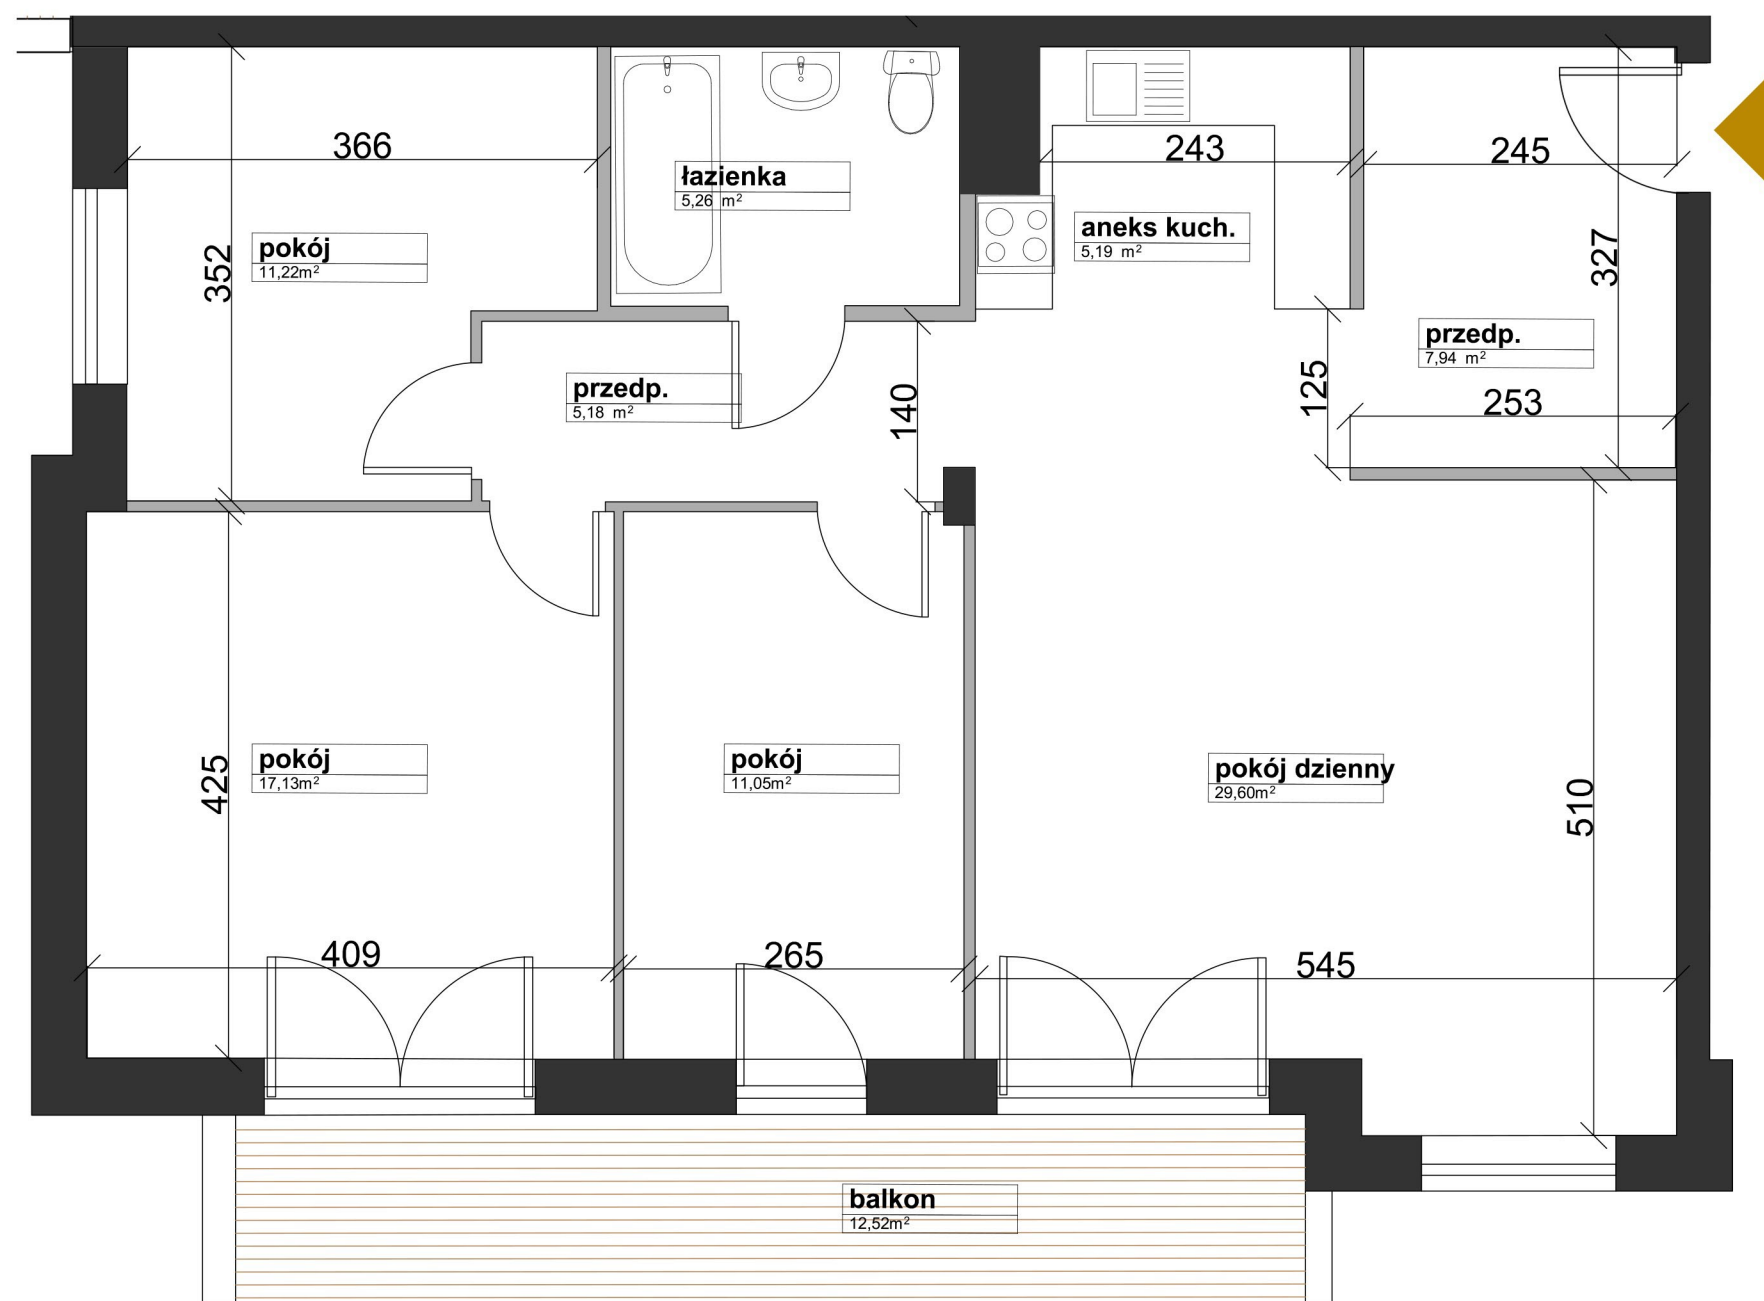 366
243
245
łazienka
5,26 m²
aneks kuch.
5,19 m²
pokój
11,22m²
352
327
przedp.
7,94 m²
przedp.
5,18 m²
140
125
253
pokój
17,13m²
pokój
11,05m²
pokój dzienny
29,60m²
425
510
409
265
545
balkon
12,52m²